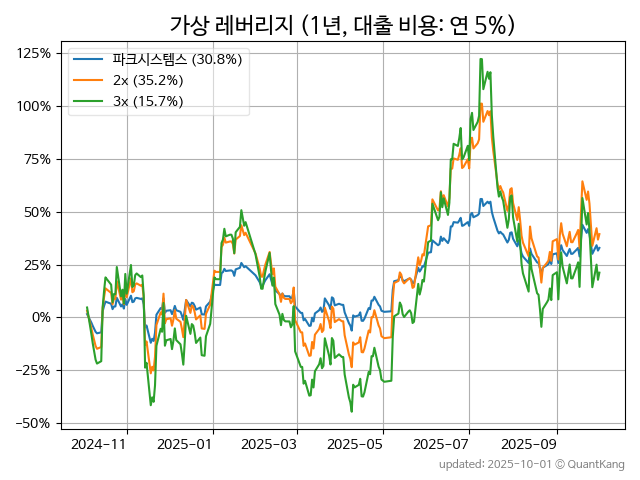 가상 레버리지 (1년, 대출 비용: 연 5%)
파크시스템스 (30.8%)
2x (35.2%)
3x (15.7%)
125%
100%
75%
50%
25%
0%
−25%
−50%
2024-11 2025-01 2025-03 2025-05 2025-07 2025-09
updated: 2025-10-01 © QuantKang